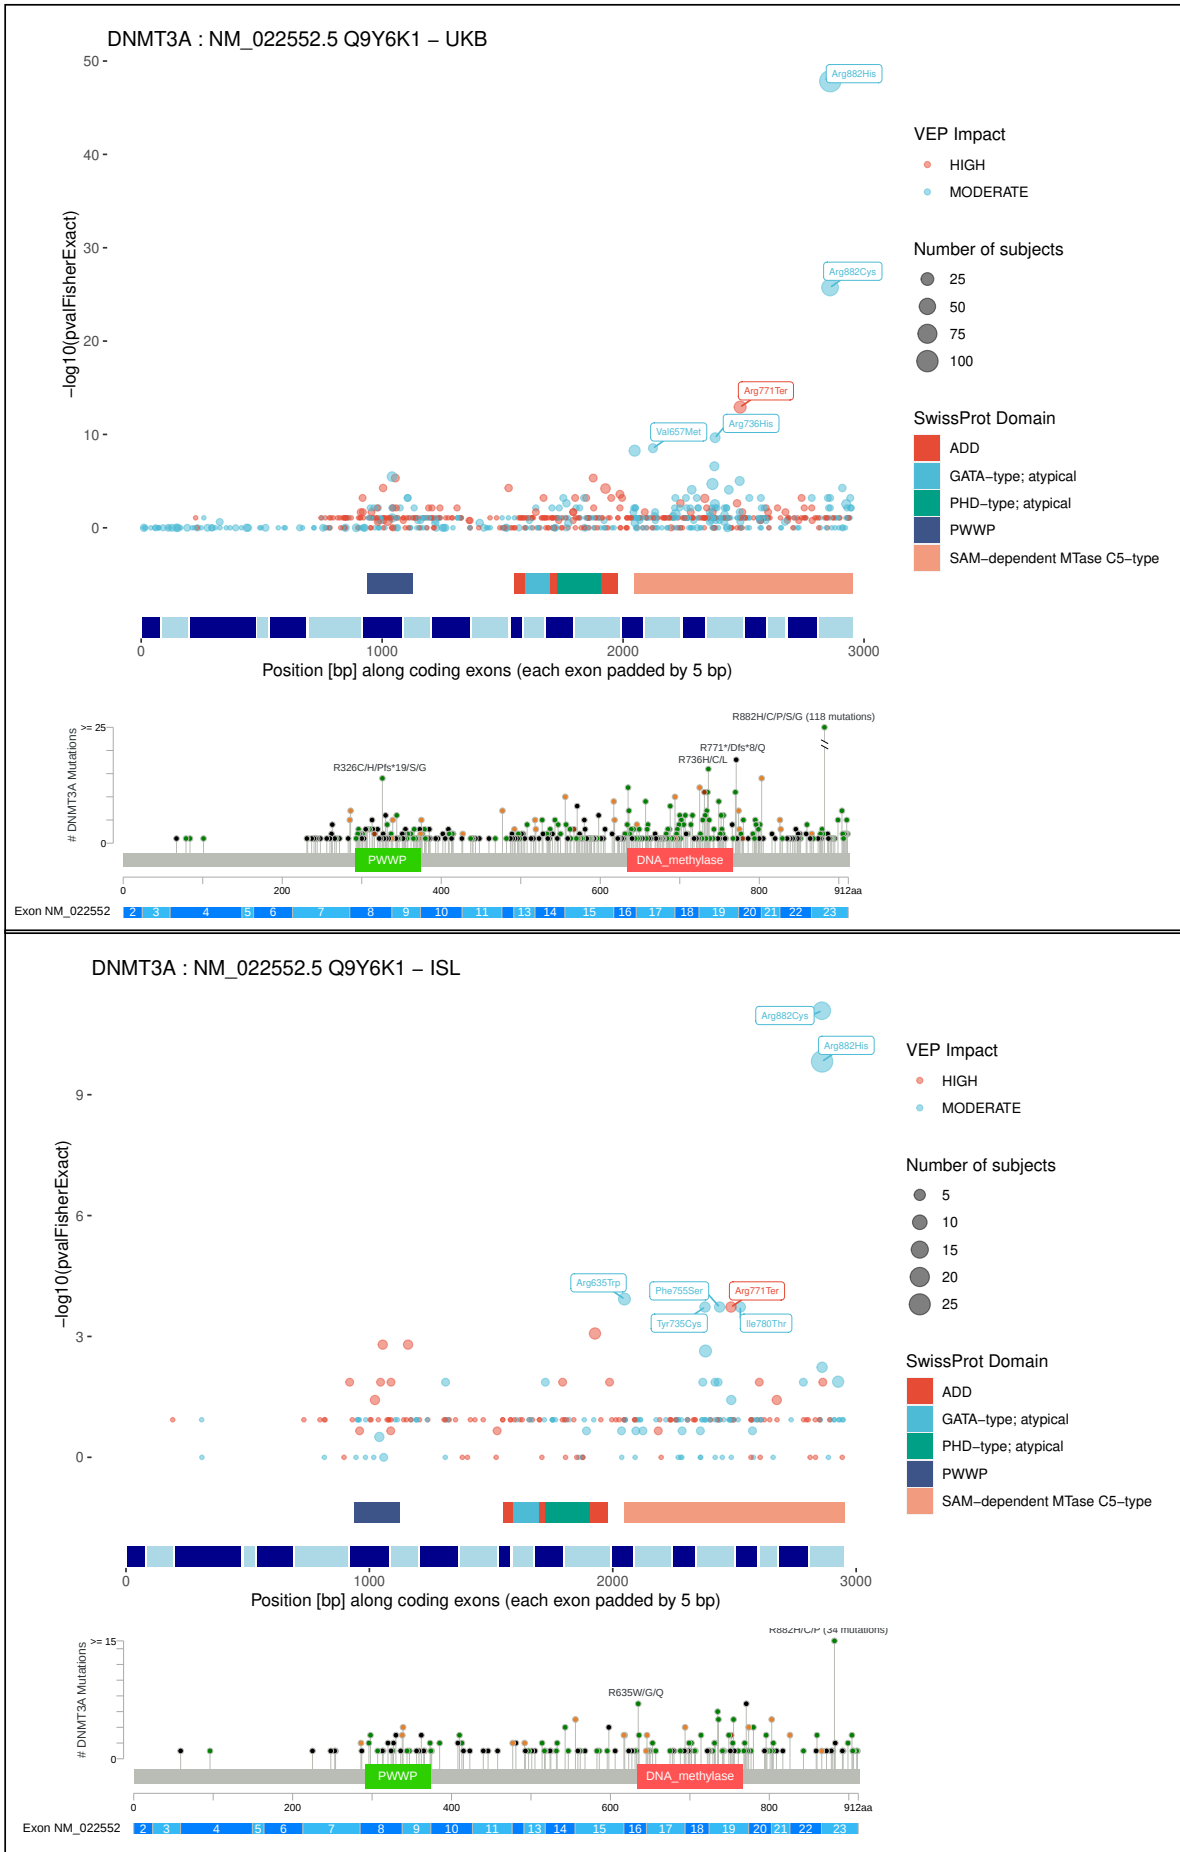 DNMT3A : NM_022552.5 Q9Y6K1 − UKB
50
40
30
20
10
0
−log10(pvalFisherExact)
Arg882His
Arg882Cys
Arg771Ter
Arg736His
Val657Met
VEP Impact
HIGH
MODERATE
Number of subjects
25
50
75
100
SwissProt Domain
ADD
GATA−type; atypical
PHD−type; atypical
PWWP
SAM−dependent MTase C5−type
0 1000 2000 3000
Position [bp] along coding exons (each exon padded by 5 bp)
# DNMT3A Mutations
>= 25
0
R882H/C/P/S/G (118 mutations)
R771*/Dfs*8/Q
R736H/C/L
R326C/H/Pfs*19/S/G
PWWP DNA_methylase
0 200 400 600 800 912aa
Exon NM_022552 2 3 4 5 6 7 8 9 10 11 13 14 15 16 17 18 19 20 21 22 23
DNMT3A : NM_022552.5 Q9Y6K1 − ISL
9
6
3
0
−log10(pvalFisherExact)
Arg882Cys
Arg882His
Arg635Trp
Phe755Ser
Arg771Ter
Tyr735Cys
Ile780Thr
VEP Impact
HIGH
MODERATE
Number of subjects
5
10
15
20
25
SwissProt Domain
ADD
GATA−type; atypical
PHD−type; atypical
PWWP
SAM−dependent MTase C5−type
0 1000 2000 3000
Position [bp] along coding exons (each exon padded by 5 bp)
# DNMT3A Mutations
>= 15
0
R882H/C/P (34 mutations)
R635W/G/Q
PWWP DNA_methylase
0 200 400 600 800 912aa
Exon NM_022552 2 3 4 5 6 7 8 9 10 11 13 14 15 16 17 18 19 20 21 22 23